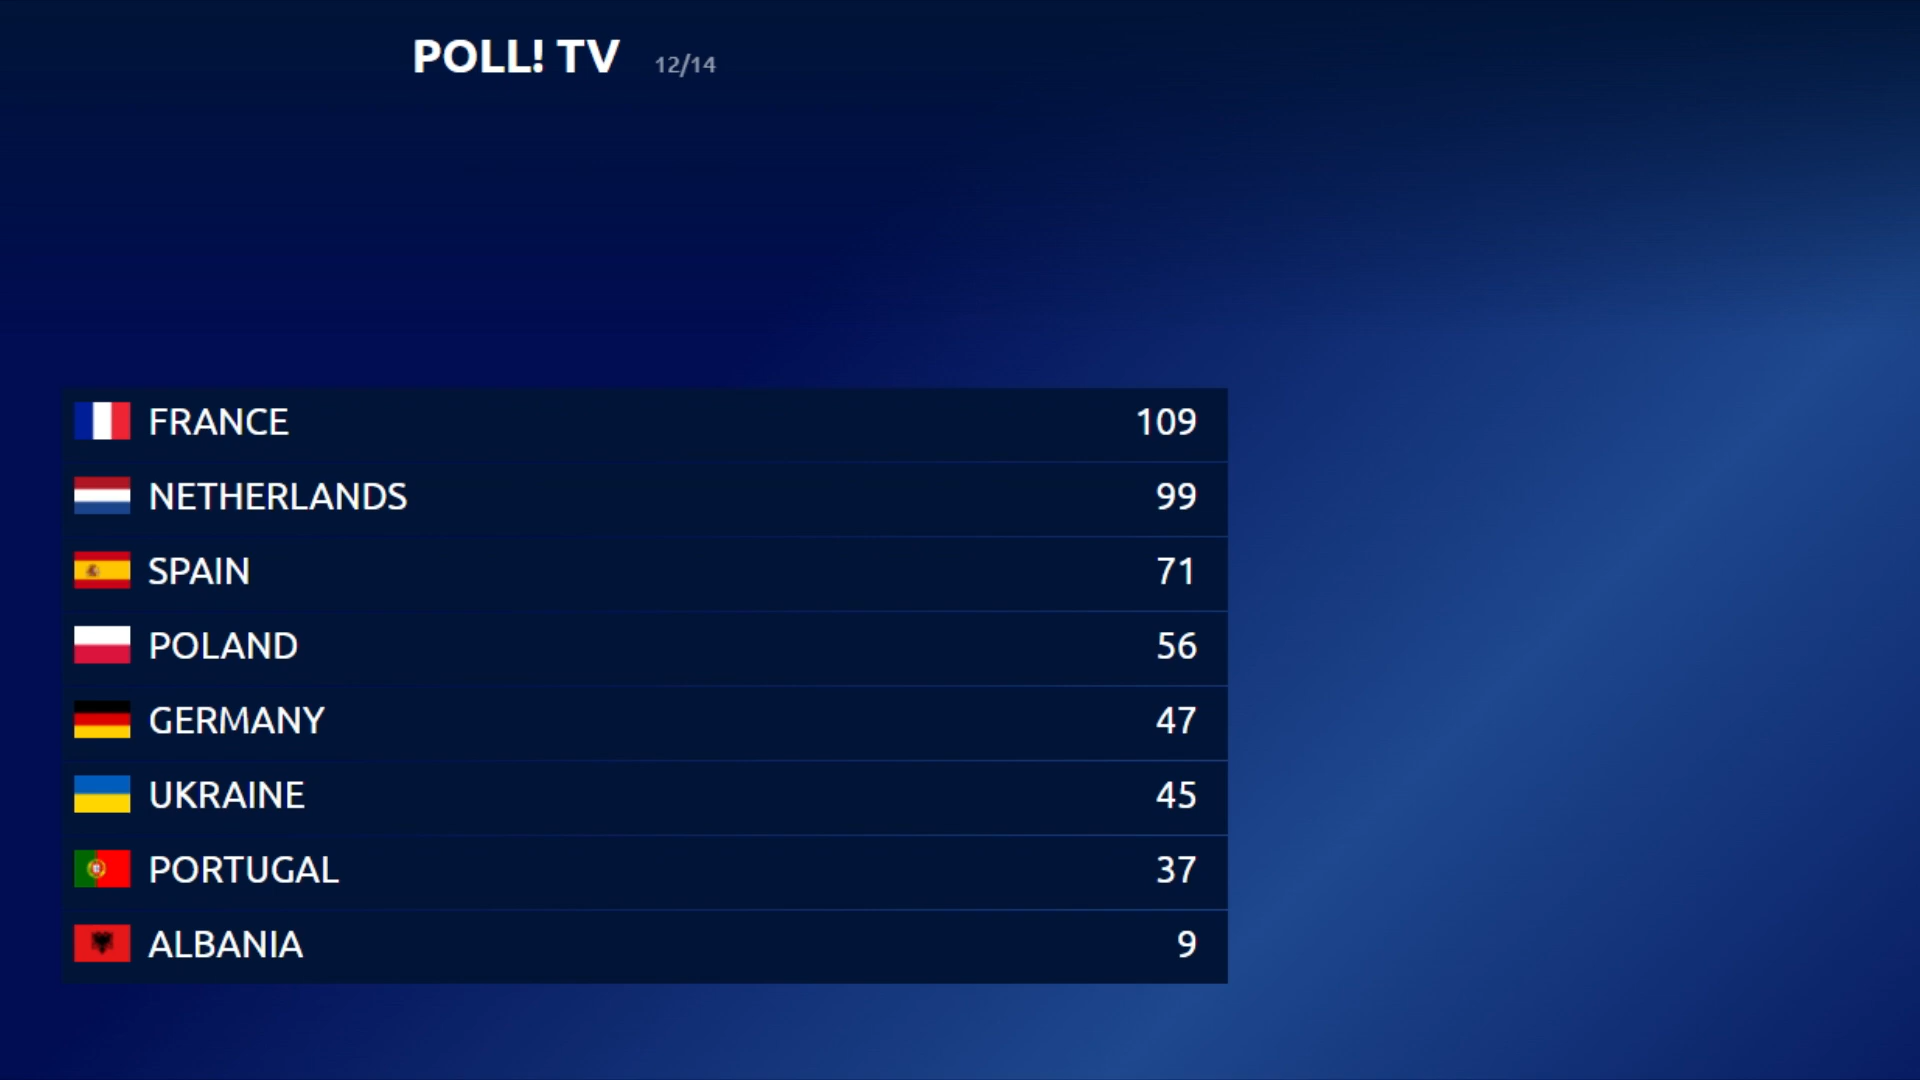 POLL! TV 12/14
FRANCE 109
NETHERLANDS 99
SPAIN 71
POLAND 56
GERMANY 47
UKRAINE 45
PORTUGAL 37
ALBANIA 9